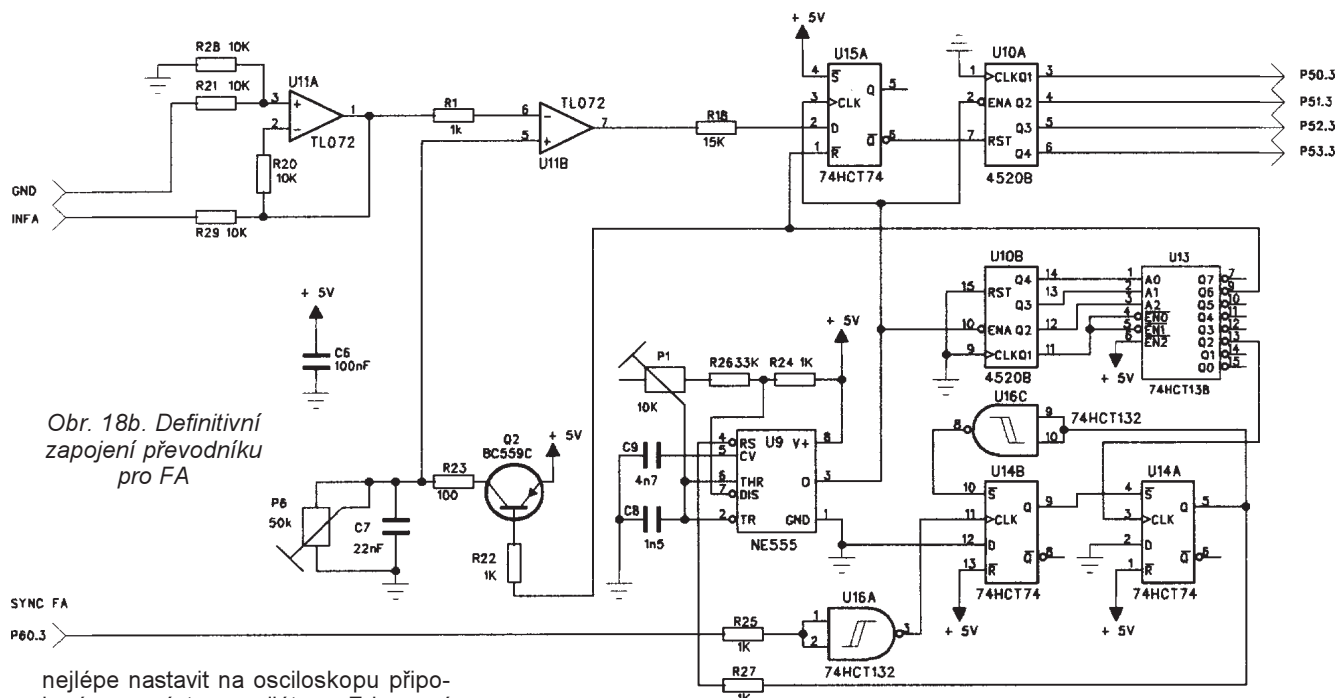 R28 10K
R21 10K
U11A
3
2
1
TL072
R20
10K
GND
INFA
R29 10K
R1
1k
6
5
7
TL072
U11B
R18
15K
+ 5V
U15A
4 S
3 CLK
2 D
1 R
Q 5
Q 6
74HCT74
U10A
1 CLK Q1 3
2 ENA Q2 4
Q3 5
7 RST Q4 6
4520B
P50.3
P51.3
P52.3
P53.3
+ 5V
C6
100nF
Obr. 18b. Definitivní
zapojení převodníku
pro FA
U10B
15 RST Q4 14
Q3 13
10 ENA Q2 12
9 CLK Q1 11
4520B
U13
1 A0 Q7 7
2 A1 Q6 9
3 A2 Q5 10
4 EN0 Q4 11
5 EN1 Q3 12
6 EN2 Q2 13
Q1 14
Q0 15
+ 5V
74HCT138
P1
10K
R26 33K
R24 1K
+ 5V
C9
4n7
C8
1n5
U9
4 RS V+ 8
5 CV
6 THR O 3
7 DIS
2 TR GND 1
NE555
U16C
8
9
10
74HCT132
U14B
10 S Q 9
11 CLK
12 D
13 R Q 8
74HCT74
+ 5V
U14A
4 S Q 5
3 CLK
2 D
1 R Q 6
74HCT74
+ 5V
Q2
BC559C
+ 5V
R23
100
P6
50k
C7
22nF
R22
1K
SYNC FA
P60.3
R25
1K
U16A
1
2
3
74HCT132
R27
1K
nejlépe nastavit na osciloskopu připo-